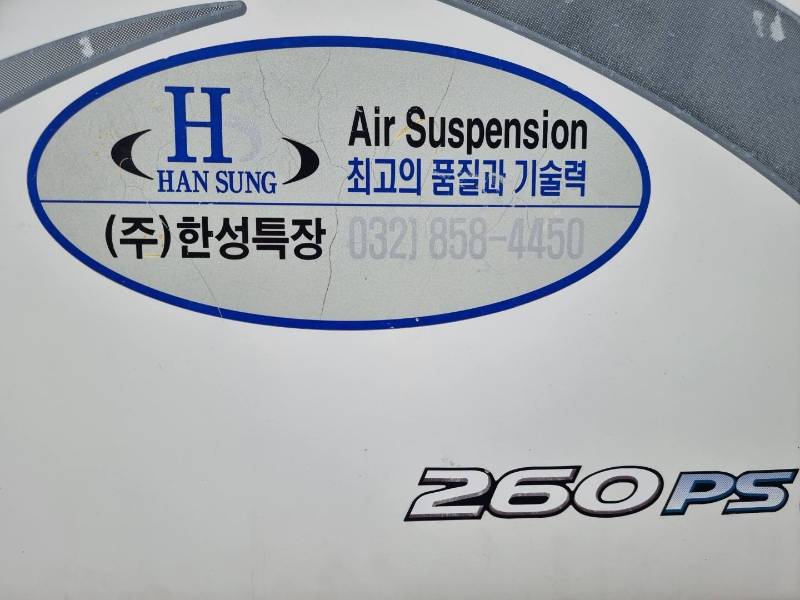 H
HAN SUNG
Air Suspension
최고의 품질과 기술력
(주)한성특장 032) 858-4450
260PS